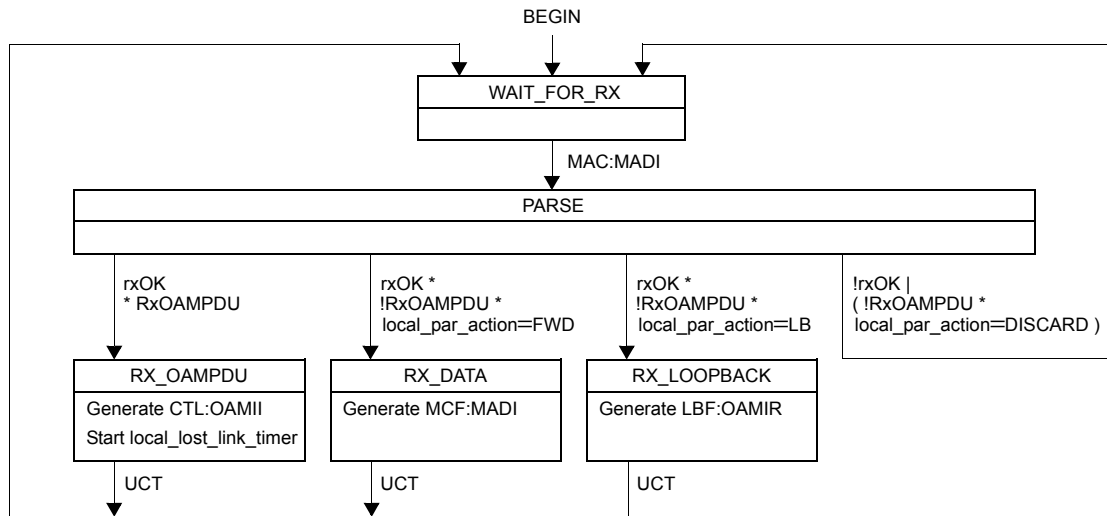 BEGIN
WAIT_FOR_RX
MAC:MADI
PARSE
rxOK
* RxOAMPDU
rxOK *
!RxOAMPDU *
local_par_action=FWD
rxOK *
!RxOAMPDU *
local_par_action=LB
!rxOK |
( !RxOAMPDU *
local_par_action=DISCARD )
RX_OAMPDU
Generate CTL:OAMII
Start local_lost_link_timer
RX_DATA
Generate MCF:MADI
RX_LOOPBACK
Generate LBF:OAMIR
UCT
UCT
UCT